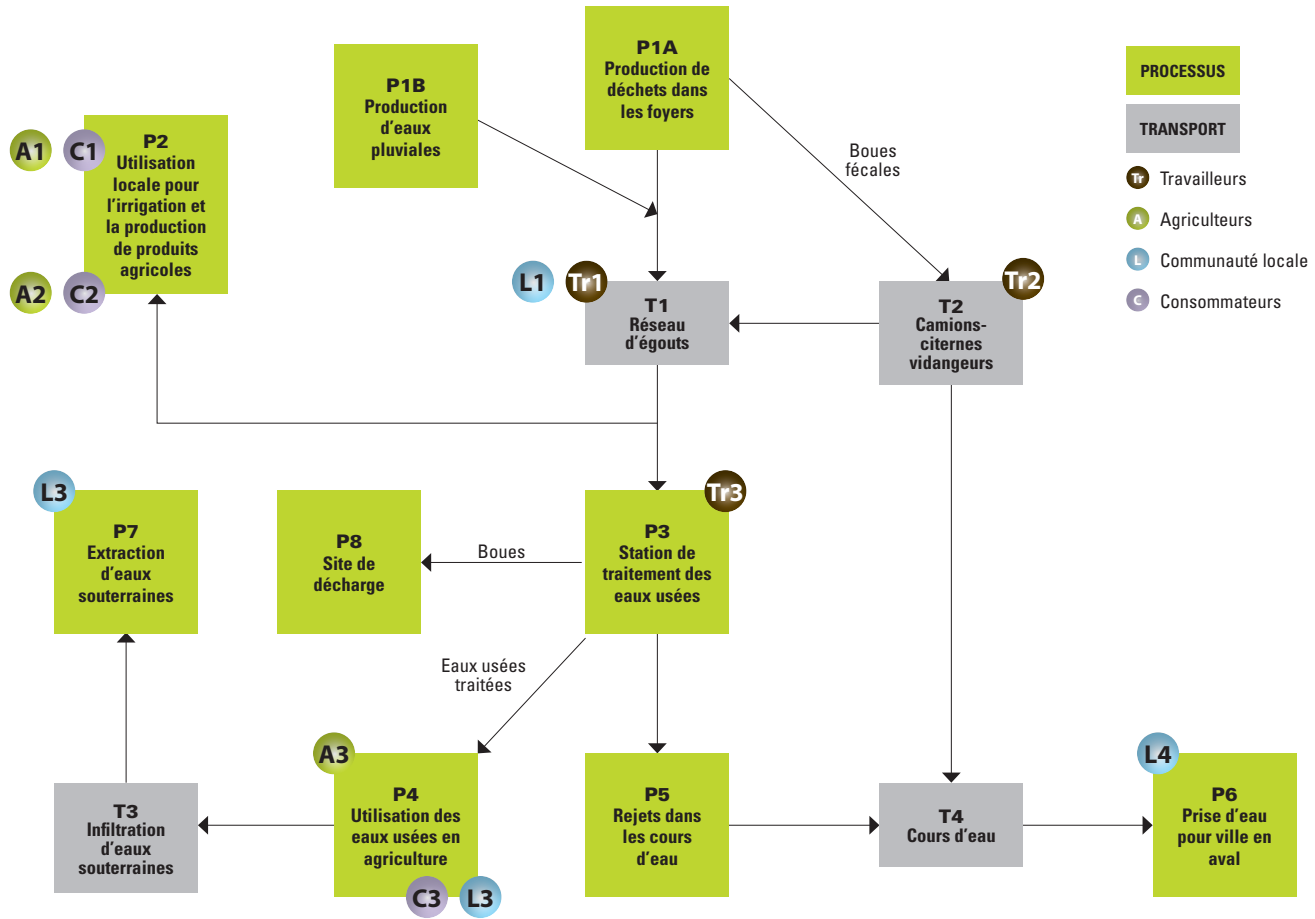 P1A
Production de
déchets dans
les foyers
P1B
Production
d'eaux
pluviales
PROCESSUS
TRANSPORT
Tr Travailleurs
A Agriculteurs
L Communauté locale
C Consommateurs
A1
C1
P2
Utilisation
locale pour
l'irrigation et
la production
de produits
agricoles
A2
C2
Boues
fécales
L1
Tr1
T1
Réseau
d'égouts
Tr2
T2
Camions-
citernes
vidangeurs
L3
P7
Extraction
d'eaux
souterraines
P8
Site de
décharge
Boues
Tr3
P3
Station de
traitement des
eaux usées
Eaux usées
traitées
T3
Infiltration
d'eaux
souterraines
A3
P4
Utilisation des
eaux usées en
agriculture
C3
L3
P5
Rejets dans
les cours
d'eau
T4
Cours d'eau
L4
P6
Prise d'eau
pour ville en
aval